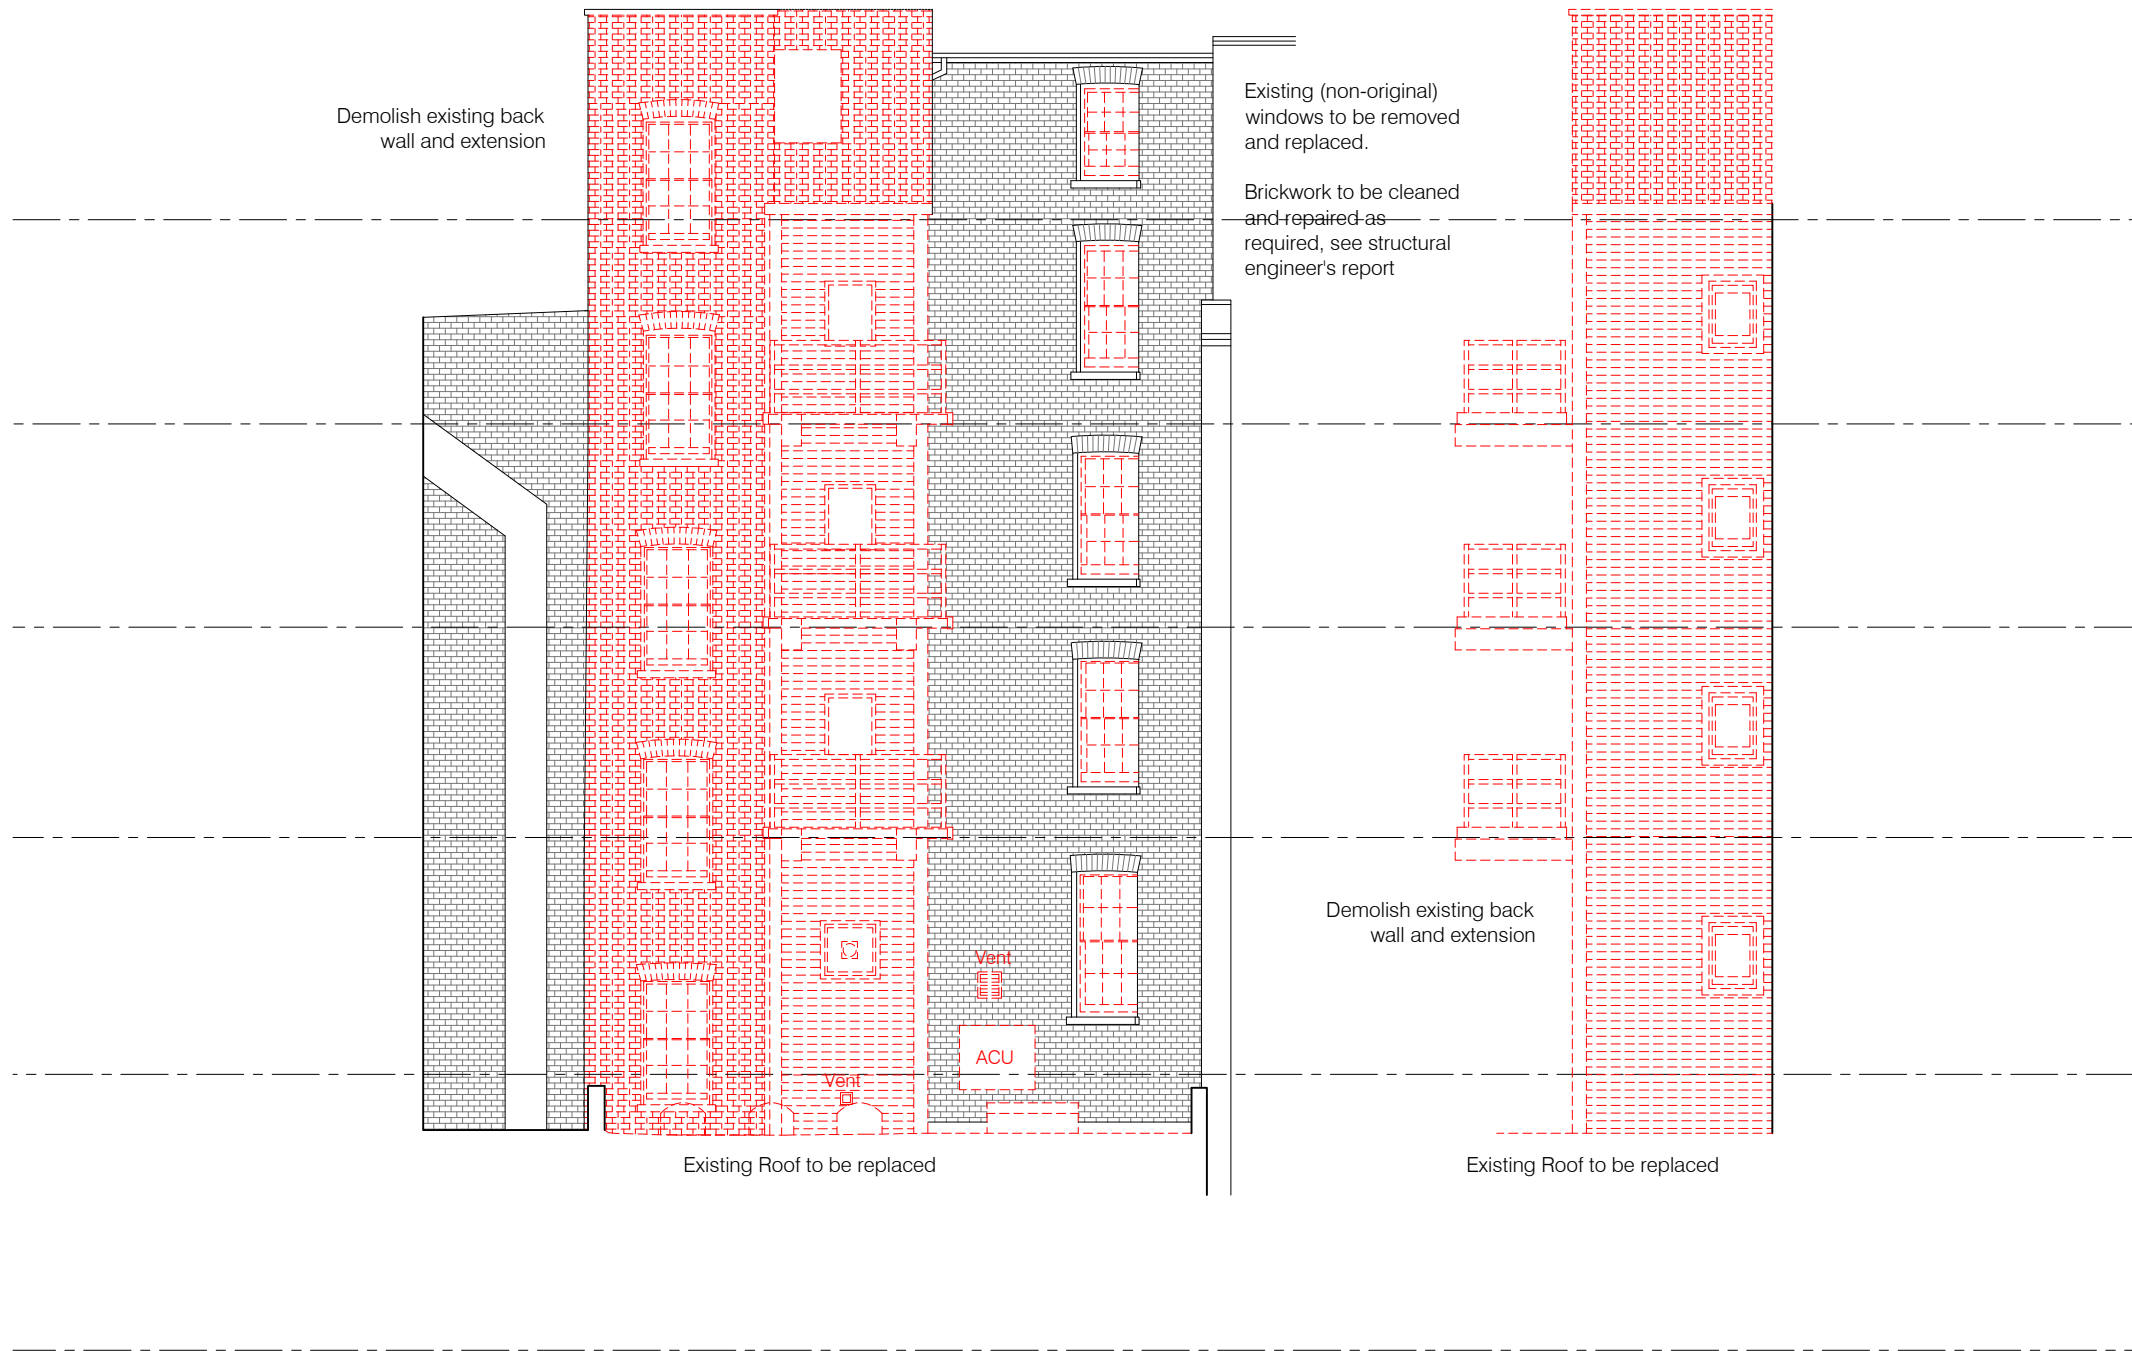 Demolish existing back
wall and extension
Existing (non-original)
windows to be removed
and replaced.
Brickwork to be cleaned
and repaired as
required, see structural
engineer's report
Demolish existing back
wall and extension
Vent
ACU
Vent
Existing Roof to be replaced
Existing Roof to be replaced